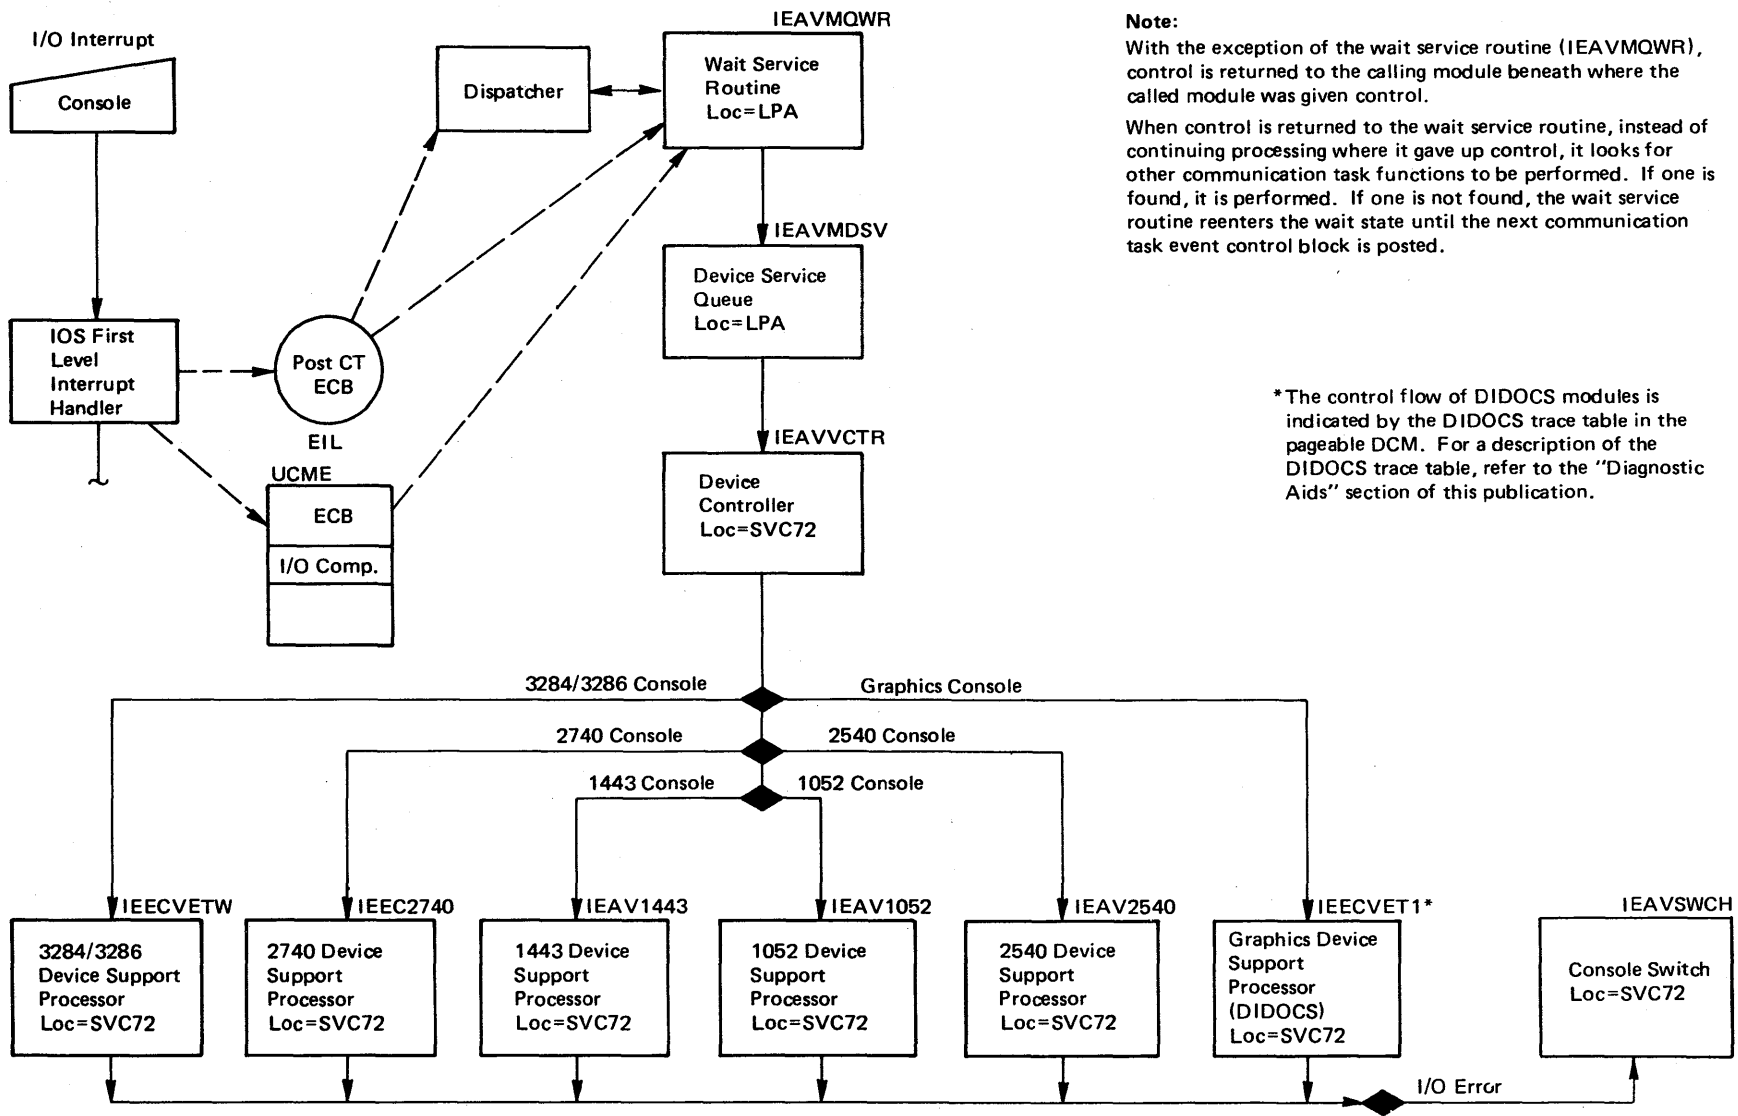 I/O Interrupt
Console
Dispatcher
IEAVMQWR
Wait Service
Routine
Loc=LPA
Note:
With the exception of the wait service routine (IEAVMQWR),
control is returned to the calling module beneath where the
called module was given control.
When control is returned to the wait service routine, instead of
continuing processing where it gave up control, it looks for
other communication task functions to be performed. If one is
found, it is performed. If one is not found, the wait service
routine reenters the wait state until the next communication
task event control block is posted.
IEAVMDSV
Device Service
Queue
Loc=LPA
IOS First
Level
Interrupt
Handler
Post CT
ECB
EIL
UCME
ECB
I/O Comp.
IEAVVCTR
Device
Controller
Loc=SVC72
*The control flow of DIDOCS modules is
indicated by the DIDOCS trace table in the
pageable DCM. For a description of the
DIDOCS trace table, refer to the "Diagnostic
Aids" section of this publication.
3284/3286 Console
Graphics Console
2740 Console
2540 Console
1443 Console
1052 Console
IEECVETW
3284/3286
Device Support
Processor
Loc=SVC72
IEEC2740
2740 Device
Support
Processor
Loc=SVC72
IEAV1443
1443 Device
Support
Processor
Loc=SVC72
IEAV1052
1052 Device
Support
Processor
Loc=SVC72
IEAV2540
2540 Device
Support
Processor
Loc=SVC72
IEECVET1*
Graphics Device
Support
Processor
(DIDOCS)
Loc=SVC72
IEAVSWCH
Console Switch
Loc=SVC72
I/O Error